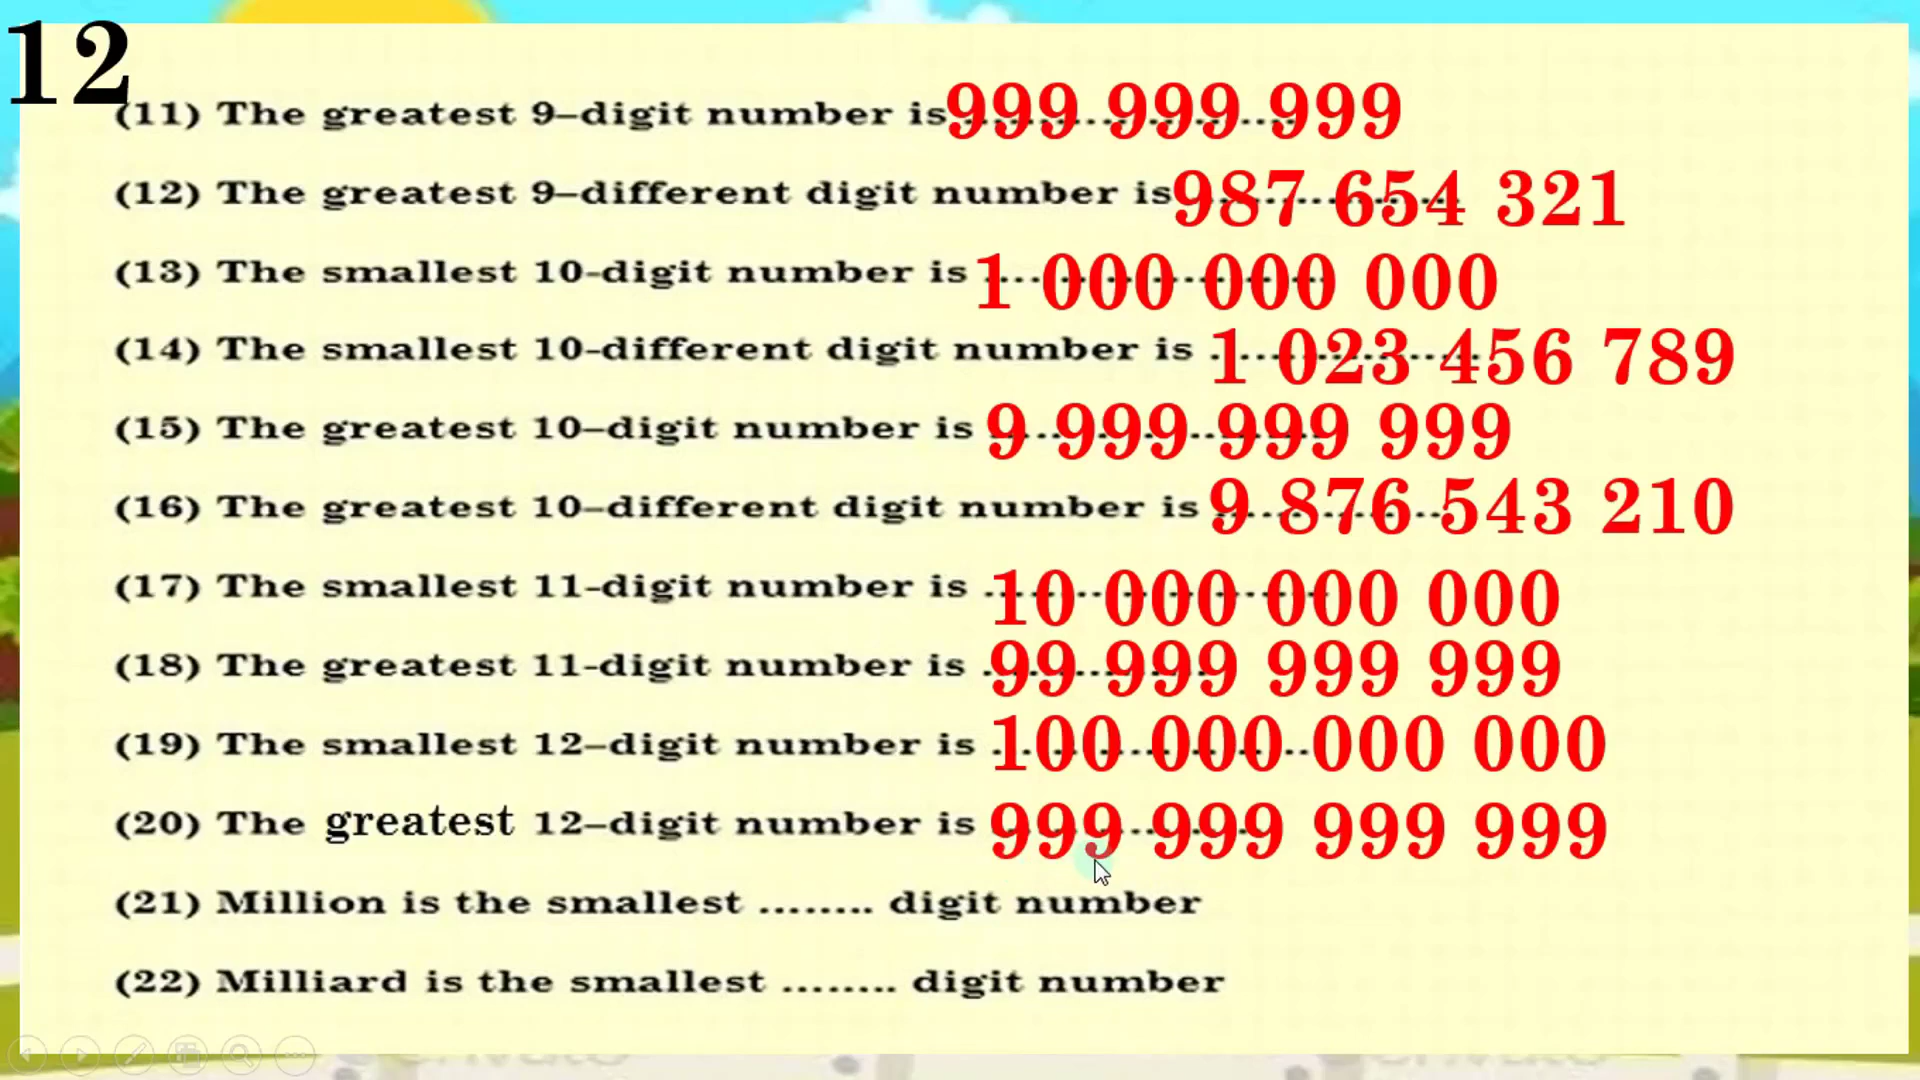 12
(11) The greatest 9–digit number is 999 999 999
(12) The greatest 9–different digit number is 987 654 321
(13) The smallest 10-digit number is 1 000 000 000
(14) The smallest 10-different digit number is 1 023 456 789
(15) The greatest 10–digit number is 9 999 999 999
(16) The greatest 10–different digit number is 9 876 543 210
(17) The smallest 11-digit number is 10 000 000 000
(18) The greatest 11-digit number is 99 999 999 999
(19) The smallest 12–digit number is 100 000 000 000
(20) The greatest 12–digit number is 999 999 999 999
(21) Million is the smallest ........ digit number
(22) Milliard is the smallest ........ digit number